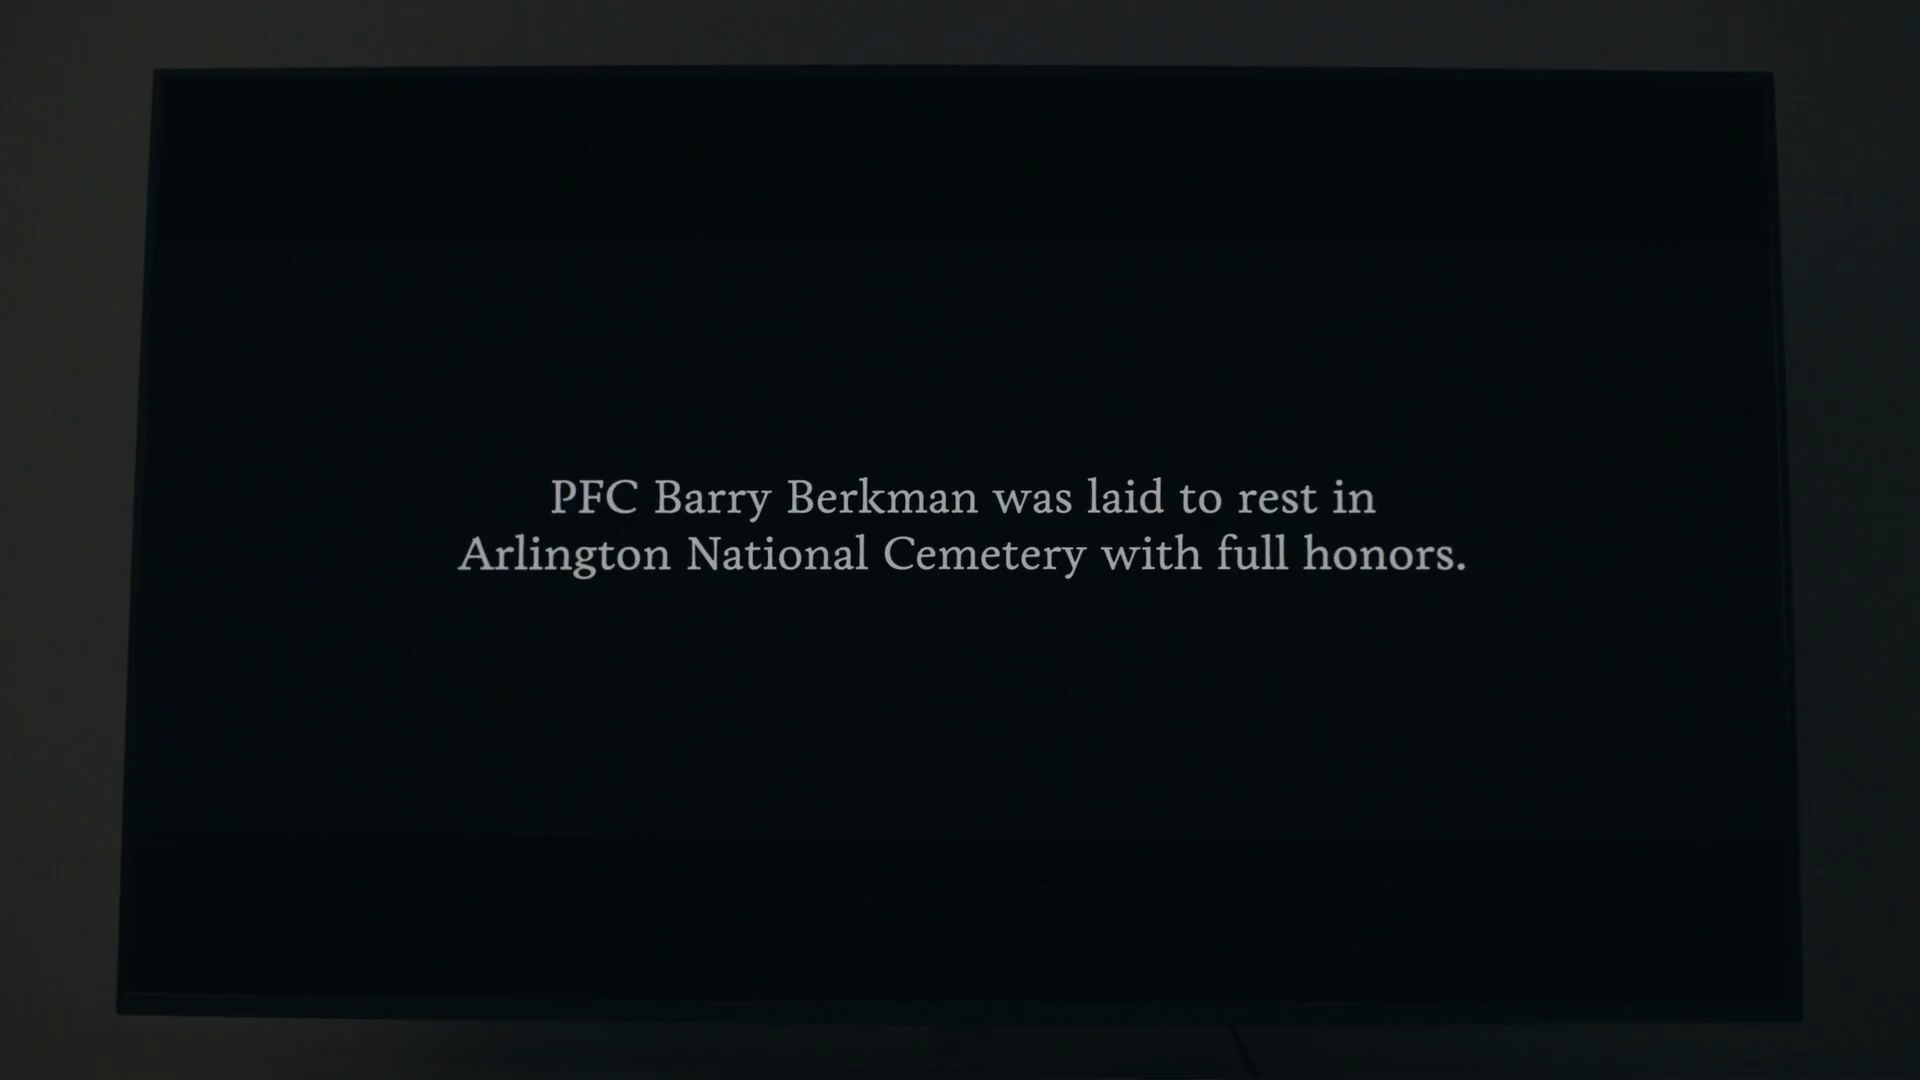 PFC Barry Berkman was laid to rest in
Arlington National Cemetery with full honors.